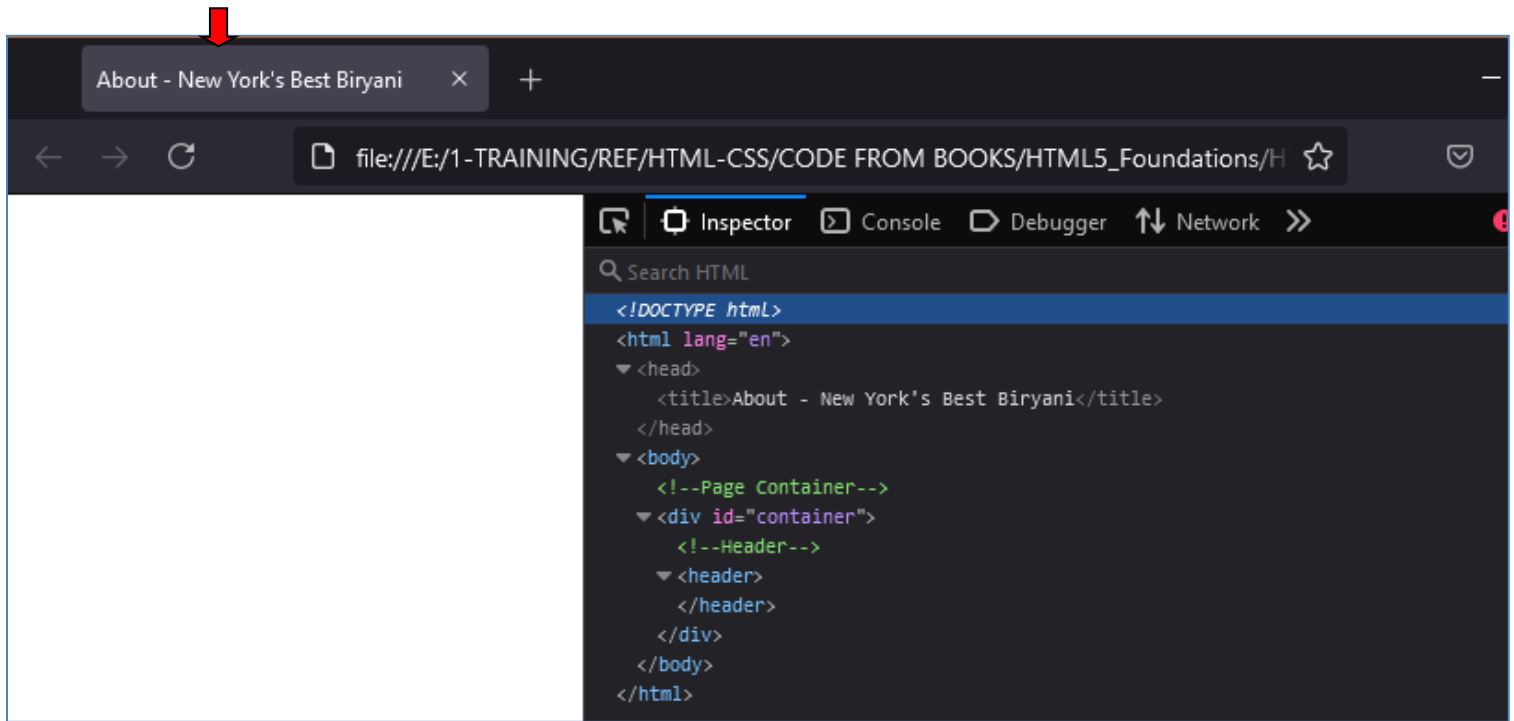 About - New York's Best Biryani
file:///E:/1-TRAINING/REF/HTML-CSS/CODE FROM BOOKS/HTML5_Foundations/H
Inspector Console Debugger Network
Search HTML
<!DOCTYPE html>
<html lang="en">
<head>
<title>About - New York's Best Biryani</title>
</head>
<body>
<!--Page Container-->
<div id="container">
<!--Header-->
<header>
</header>
</div>
</body>
</html>